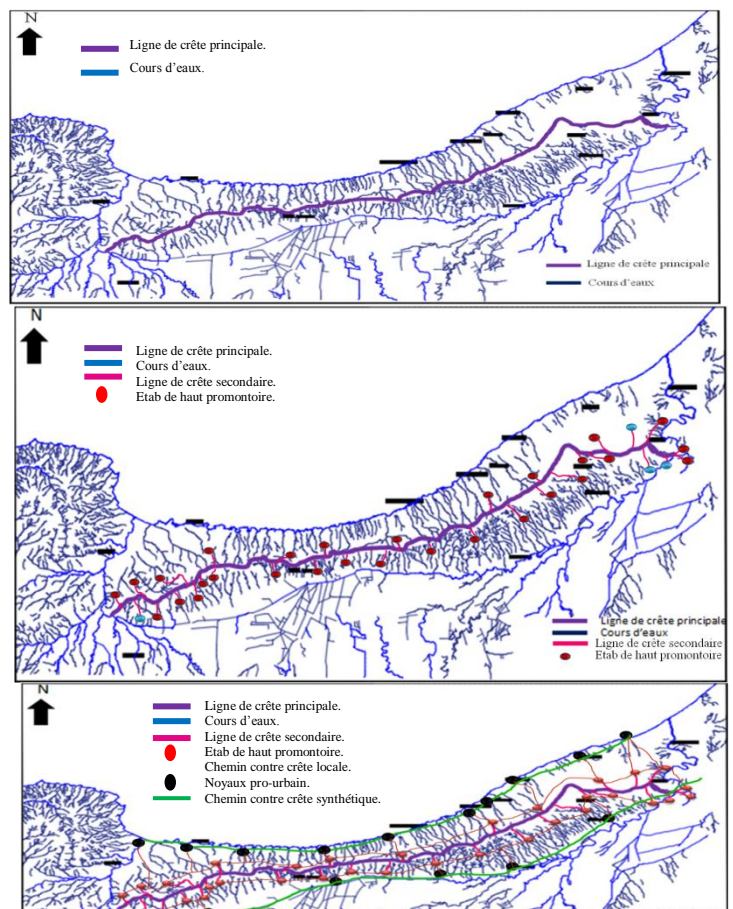 N
Ligne de crête principale.
Cours d'eaux.
Ligne de crête principale
Cours d'eaux
N
Ligne de crête principale.
Cours d'eaux.
Ligne de crête secondaire.
Etab de haut promontoire.
Ligne de crête principale
Cours d'eaux
Ligne de crête secondaire
Etab de haut promontoire
N
Ligne de crête principale.
Cours d'eaux.
Ligne de crête secondaire.
Etab de haut promontoire.
Chemin contre crête locale.
Noyaux pro-urbain.
Chemin contre crête synthétique.